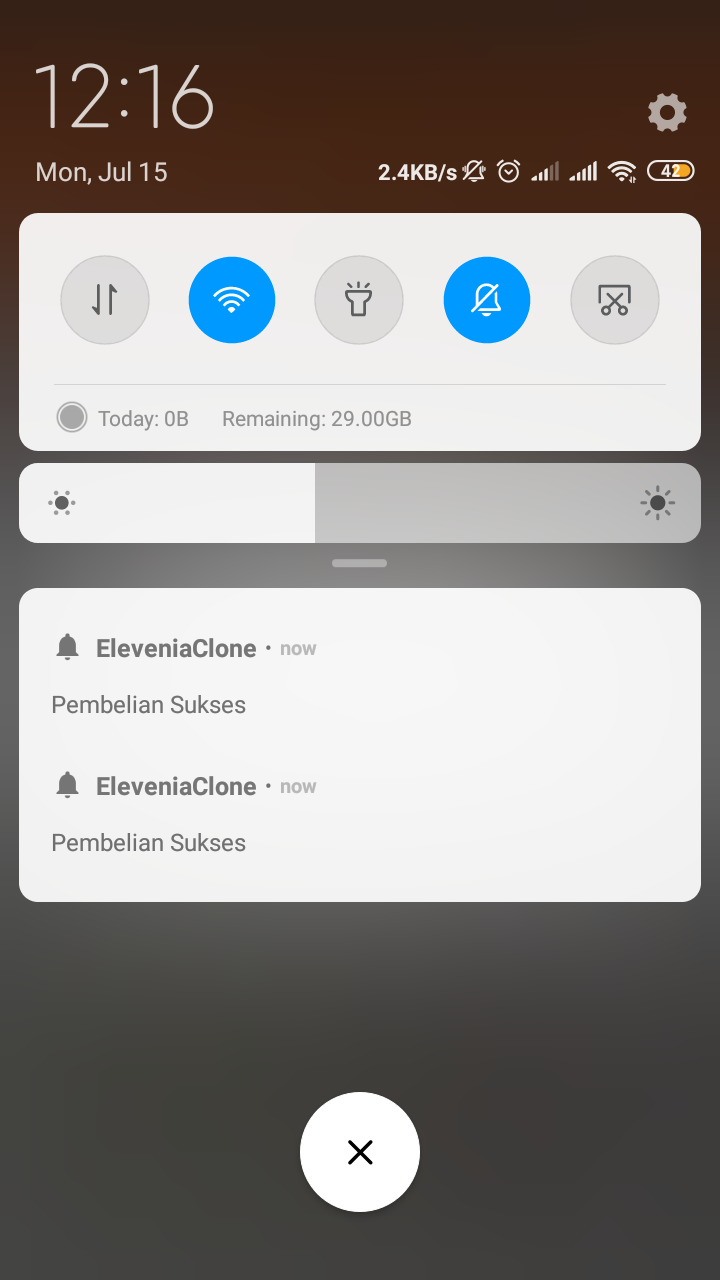 12:16
Mon, Jul 15 2.4KB/s 42
Today: 0B Remaining: 29.00GB
EleveniaClone • now
Pembelian Sukses
EleveniaClone • now
Pembelian Sukses